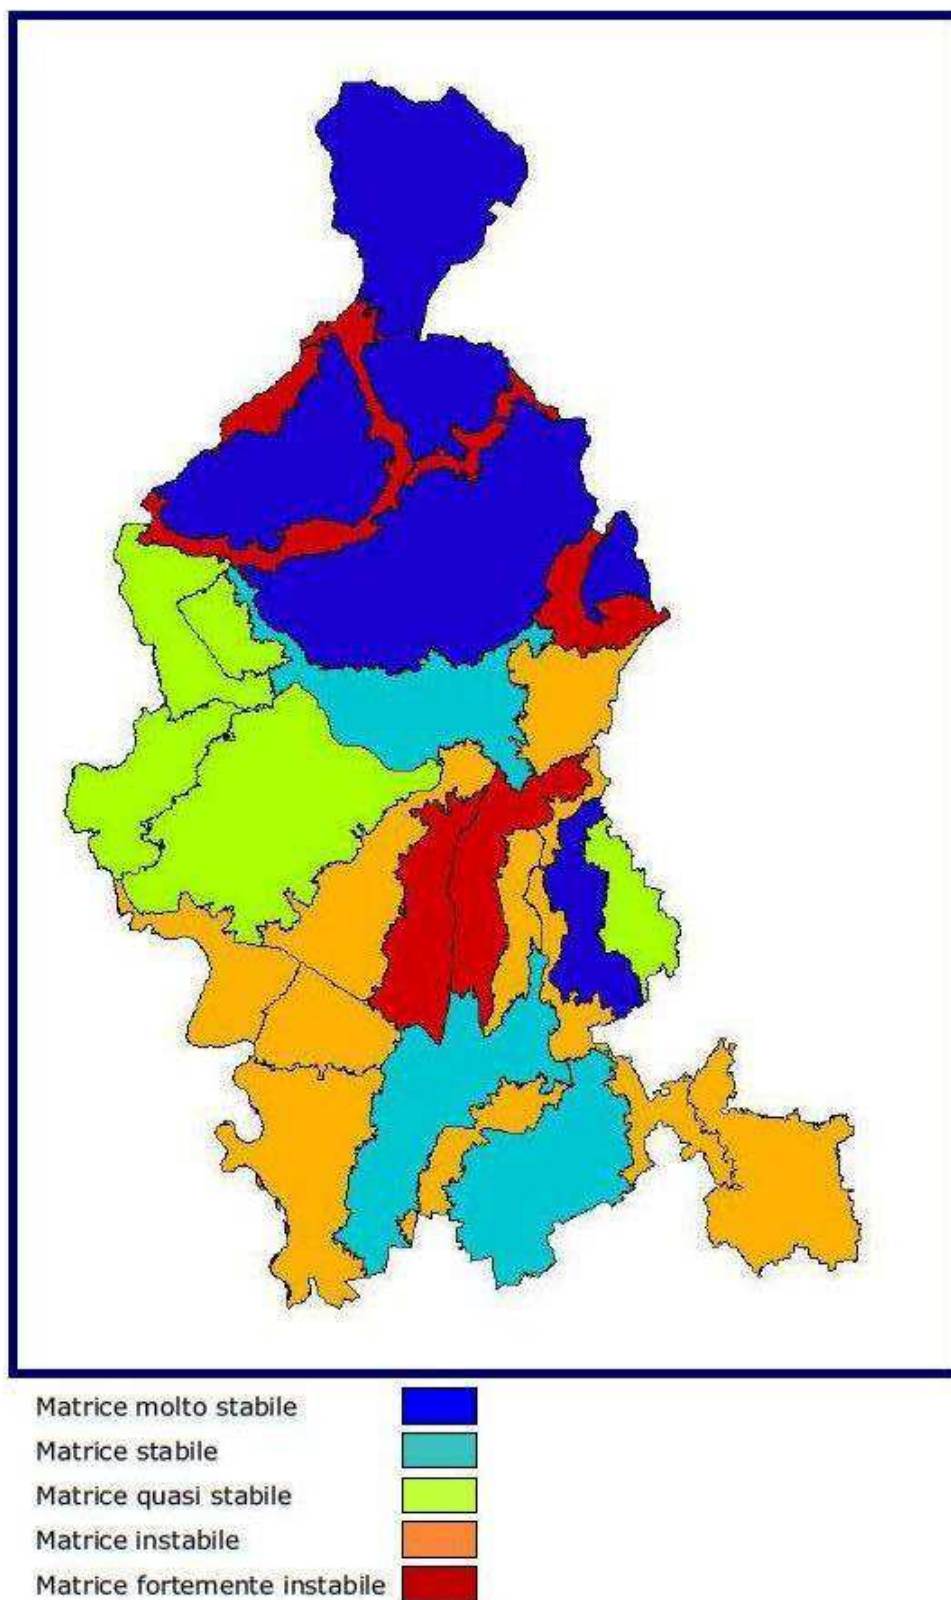 Matrice molto stabile
Matrice stabile
Matrice quasi stabile
Matrice instabile
Matrice fortemente instabile